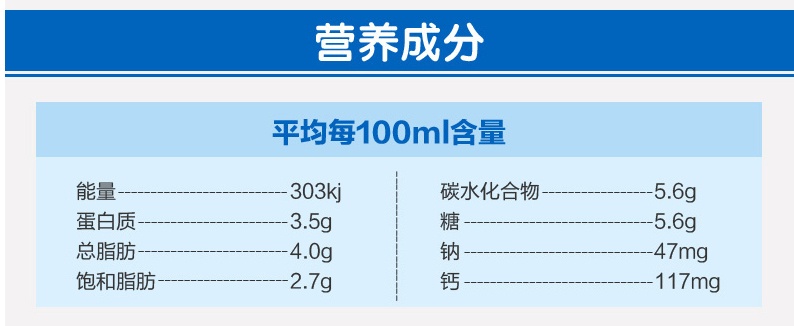 营养成分
平均每100ml含量
能量 303kj
蛋白质 3.5g
总脂肪 4.0g
饱和脂肪 2.7g
碳水化合物 5.6g
糖 5.6g
钠 47mg
钙 117mg